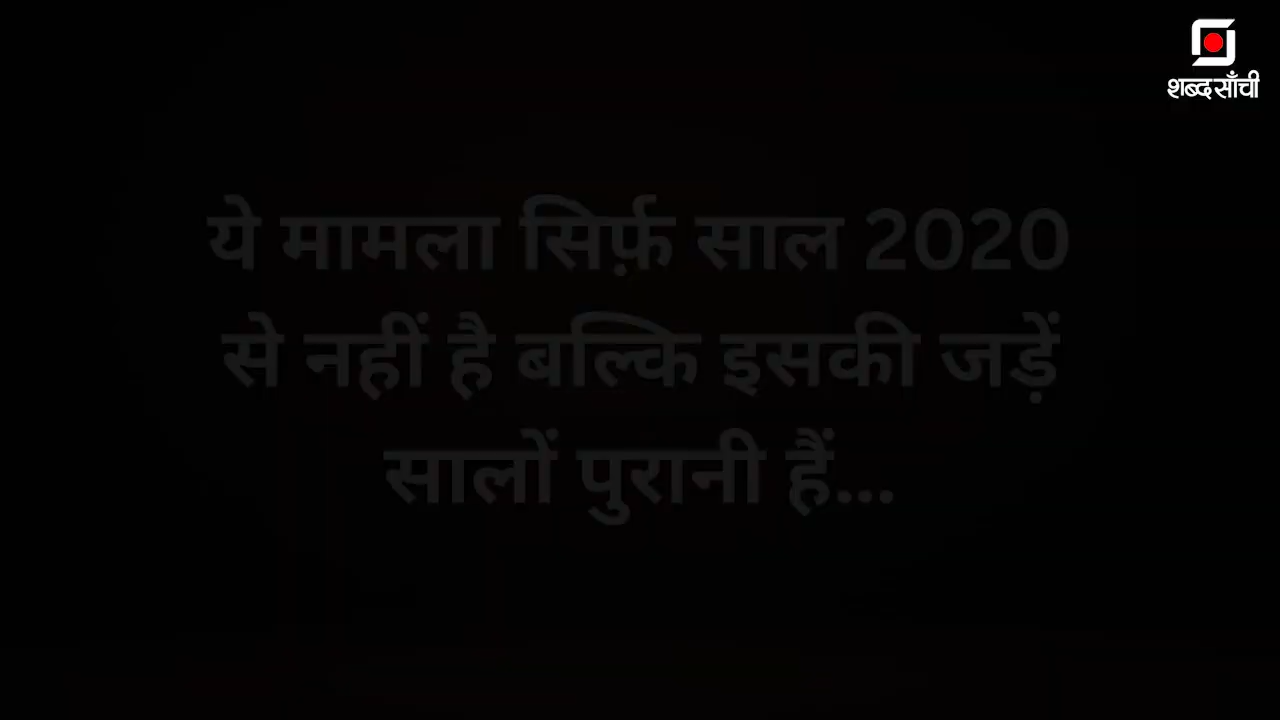 शब्द साँची
ये मामला सिर्फ़ साल 2020
से नहीं है बल्कि इसकी जड़ें
सालों पुरानी हैं...